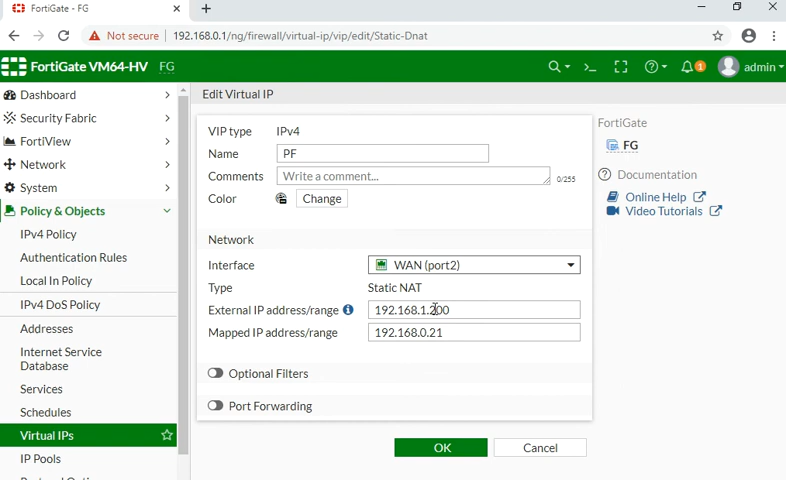 FortiGate - FG
Not secure | 192.168.0.1/ng/firewall/virtual-ip/vip/edit/Static-Dnat
FortiGate VM64-HV FG
1 admin
Dashboard
Security Fabric
FortiView
Network
System
Policy & Objects
IPv4 Policy
Authentication Rules
Local In Policy
IPv4 DoS Policy
Addresses
Internet Service
Database
Services
Schedules
Virtual IPs
IP Pools
Edit Virtual IP
VIP type IPv4
Name PF
Comments Write a comment... 0/255
Color Change
Network
Interface WAN (port2)
Type Static NAT
External IP address/range 192.168.1.200
Mapped IP address/range 192.168.0.21
Optional Filters
Port Forwarding
OK Cancel
FortiGate
FG
Documentation
Online Help
Video Tutorials